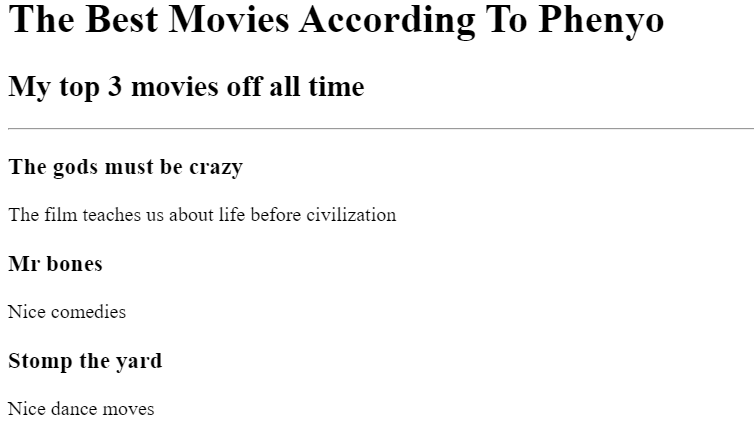 The Best Movies According To Phenyo
My top 3 movies off all time
The gods must be crazy
The film teaches us about life before civilization
Mr bones
Nice comedies
Stomp the yard
Nice dance moves